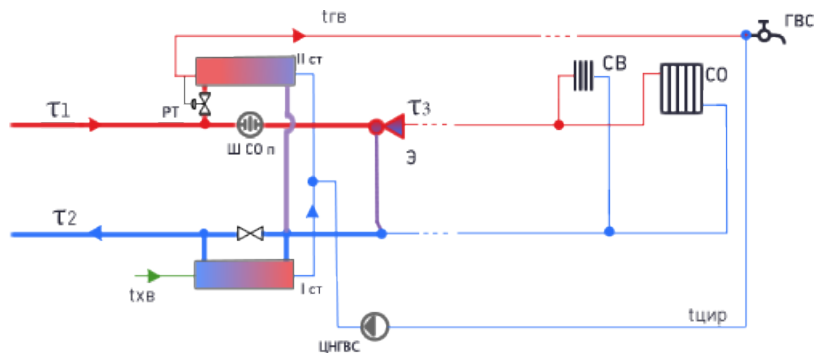 tгв
ГВС
II ст
СВ
СО
τ1
РТ
τ3
Ш СО п
Э
τ2
tхв
I ст
tцир
ЦНГВС